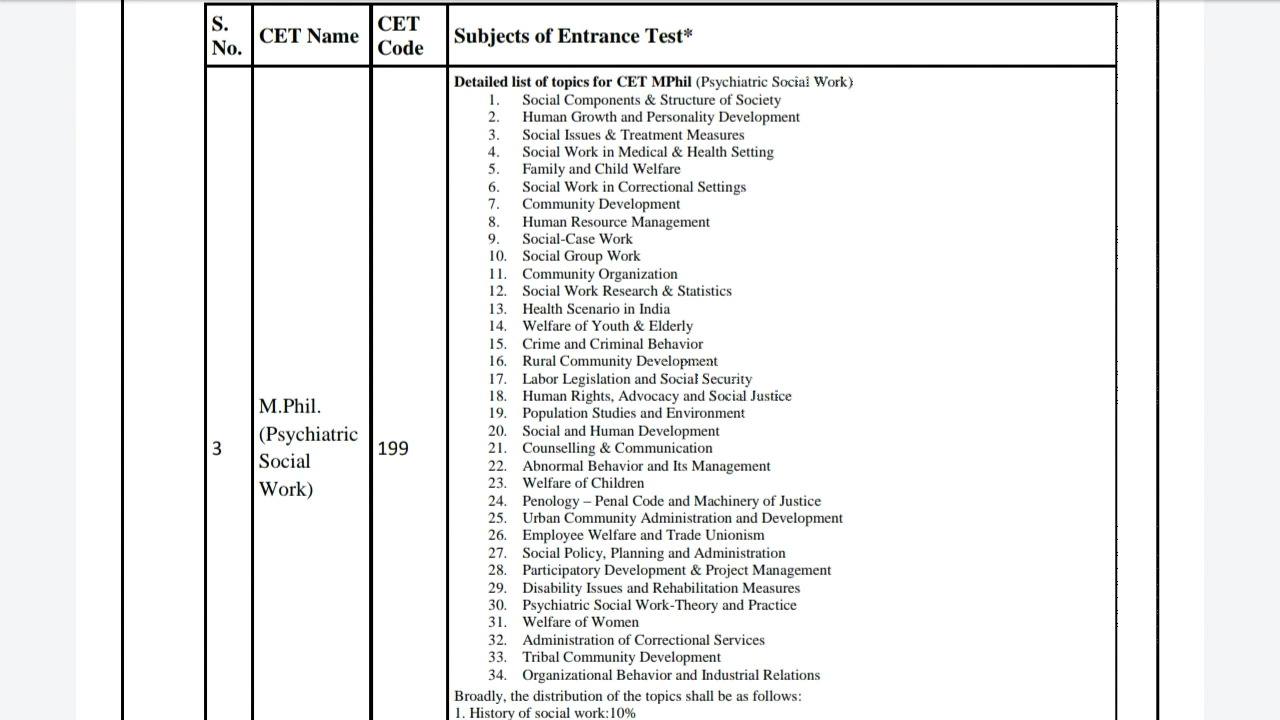 S. No. CET Name CET Code Subjects of Entrance Test*
Detailed list of topics for CET MPhil (Psychiatric Social Work)
1. Social Components & Structure of Society
2. Human Growth and Personality Development
3. Social Issues & Treatment Measures
4. Social Work in Medical & Health Setting
5. Family and Child Welfare
6. Social Work in Correctional Settings
7. Community Development
8. Human Resource Management
9. Social-Case Work
10. Social Group Work
11. Community Organization
12. Social Work Research & Statistics
13. Health Scenario in India
14. Welfare of Youth & Elderly
15. Crime and Criminal Behavior
16. Rural Community Development
17. Labor Legislation and Social Security
18. Human Rights, Advocacy and Social Justice
19. Population Studies and Environment
20. Social and Human Development
21. Counselling & Communication
22. Abnormal Behavior and Its Management
23. Welfare of Children
24. Penology – Penal Code and Machinery of Justice
25. Urban Community Administration and Development
26. Employee Welfare and Trade Unionism
27. Social Policy, Planning and Administration
28. Participatory Development & Project Management
29. Disability Issues and Rehabilitation Measures
30. Psychiatric Social Work-Theory and Practice
31. Welfare of Women
32. Administration of Correctional Services
33. Tribal Community Development
34. Organizational Behavior and Industrial Relations
Broadly, the distribution of the topics shall be as follows:
1. History of social work:10%
3
M.Phil.
(Psychiatric
Social
Work)
199